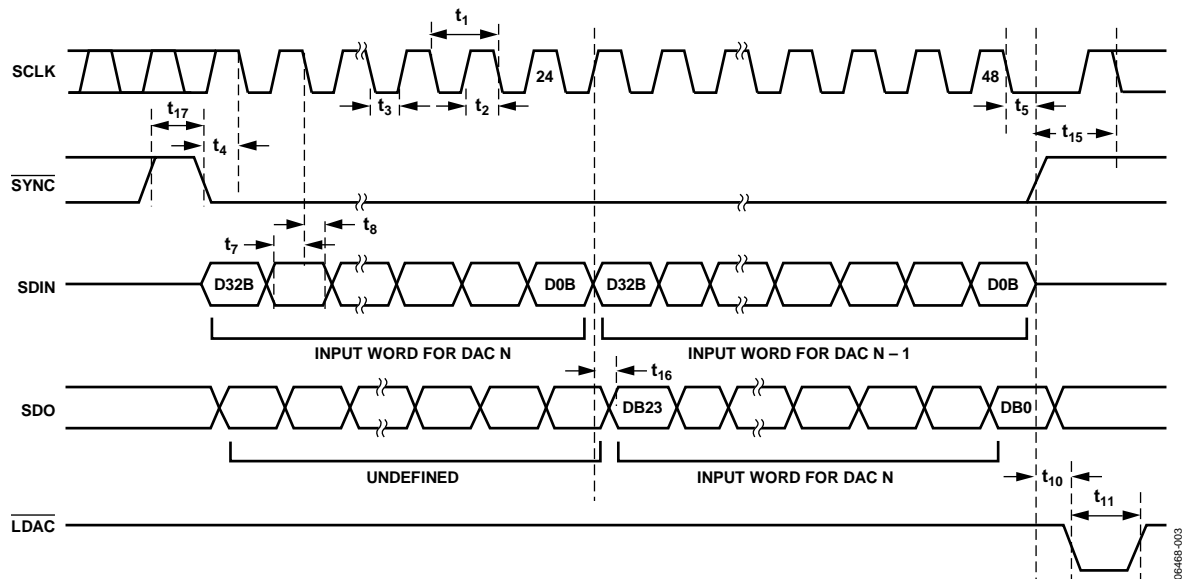 t1
SCLK
24
48
t3
t2
t5
t17
t4
t15
SYNC
t8
t7
SDIN
D32B
D0B
D32B
D0B
INPUT WORD FOR DAC N
INPUT WORD FOR DAC N – 1
t16
SDO
DB23
DB0
UNDEFINED
INPUT WORD FOR DAC N
t10
t11
LDAC
06468-003